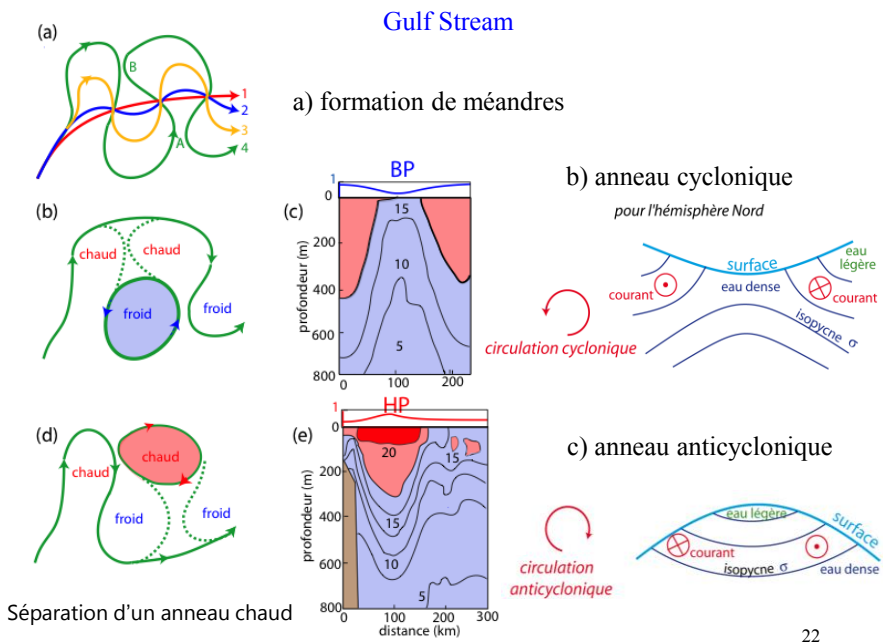 Gulf Stream
(a)
B
A
1
2
3
4
a) formation de méandres
(b)
chaud
chaud
froid
froid
(c)
BP
1
0
200
400
600
800
profondeur (m)
15
10
5
0
100
200
b) anneau cyclonique
pour l'hémisphère Nord
circulation cyclonique
surface
eau dense
eau
légère
courant
courant
isopycne σ
(d)
chaud
chaud
froid
froid
(e)
HP
1
0
200
400
600
800
profondeur (m)
20
15
15
10
5
0
100
200
300
distance (km)
c) anneau anticyclonique
circulation
anticyclonique
eau légère
surface
courant
isopycne σ
eau dense
Séparation d'un anneau chaud
22